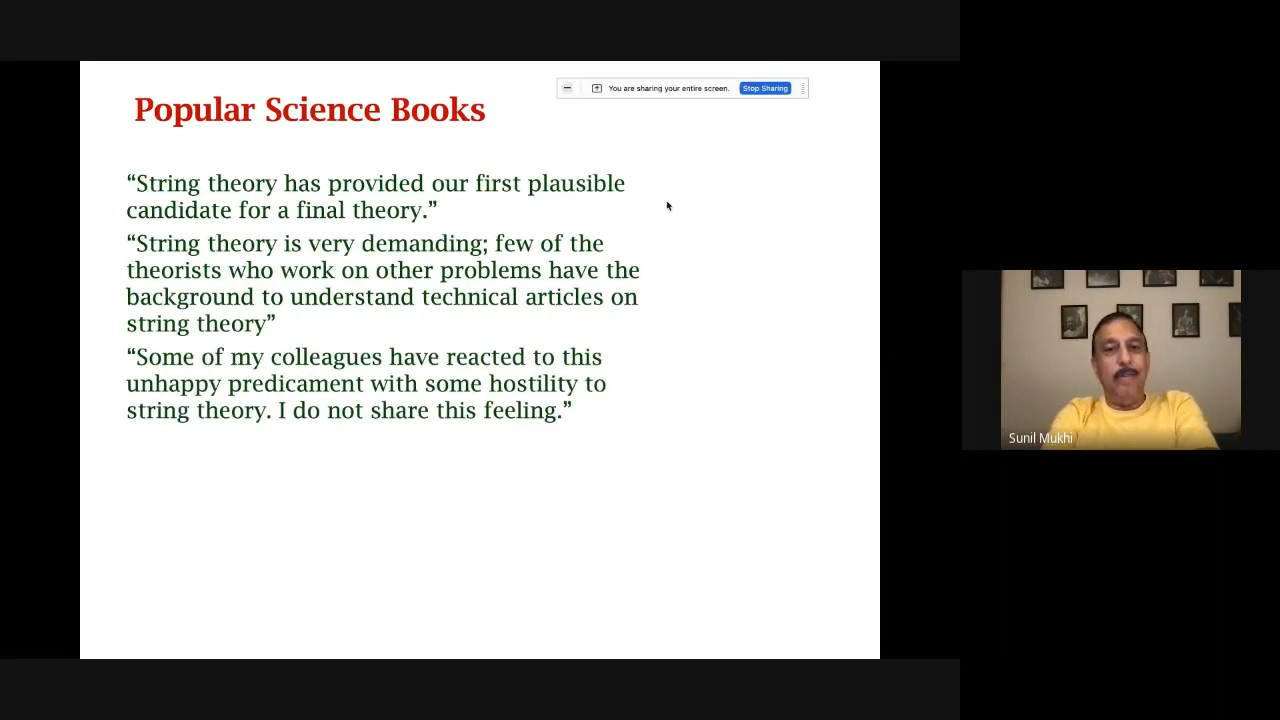 You are sharing your entire screen. Stop Sharing
Popular Science Books
“String theory has provided our first plausible
candidate for a final theory.”
“String theory is very demanding; few of the
theorists who work on other problems have the
background to understand technical articles on
string theory”
“Some of my colleagues have reacted to this
unhappy predicament with some hostility to
string theory. I do not share this feeling.”
Sunil Mukhi